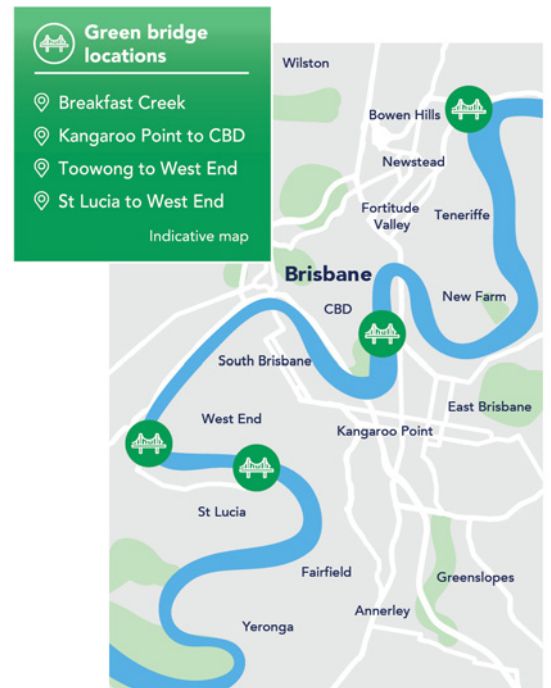 Green bridge
locations
Breakfast Creek
Kangaroo Point to CBD
Toowong to West End
St Lucia to West End
Indicative map
Wilston
Bowen Hills
Newstead
Fortitude
Valley
Teneriffe
Brisbane
New Farm
CBD
South Brisbane
East Brisbane
West End
Kangaroo Point
St Lucia
Fairfield
Greenslopes
Annerley
Yeronga